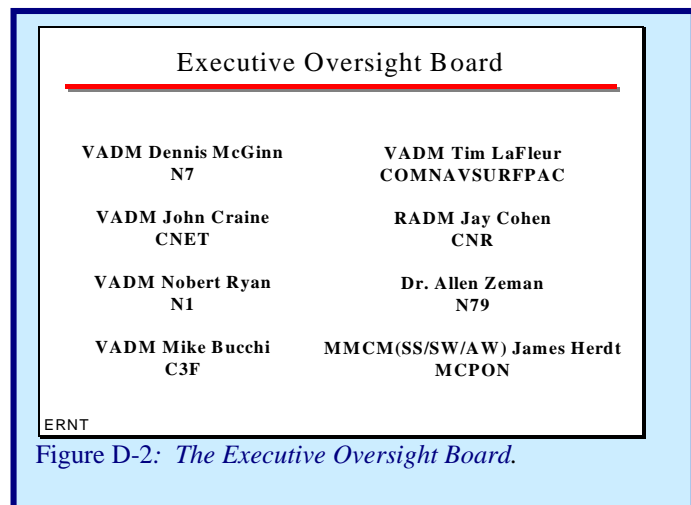 Executive Oversight Board
VADM Dennis McGinn
N7
VADM John Craine
CNET
VADM Nobert Ryan
N1
VADM Mike Bucchi
C3F
VADM Tim LaFleur
COMNAVSURFPAC
RADM Jay Cohen
CNR
Dr. Allen Zeman
N79
MMCM(SS/SW/AW) James Herdt
MCPON
ERNT
Figure D-2: The Executive Oversight Board.